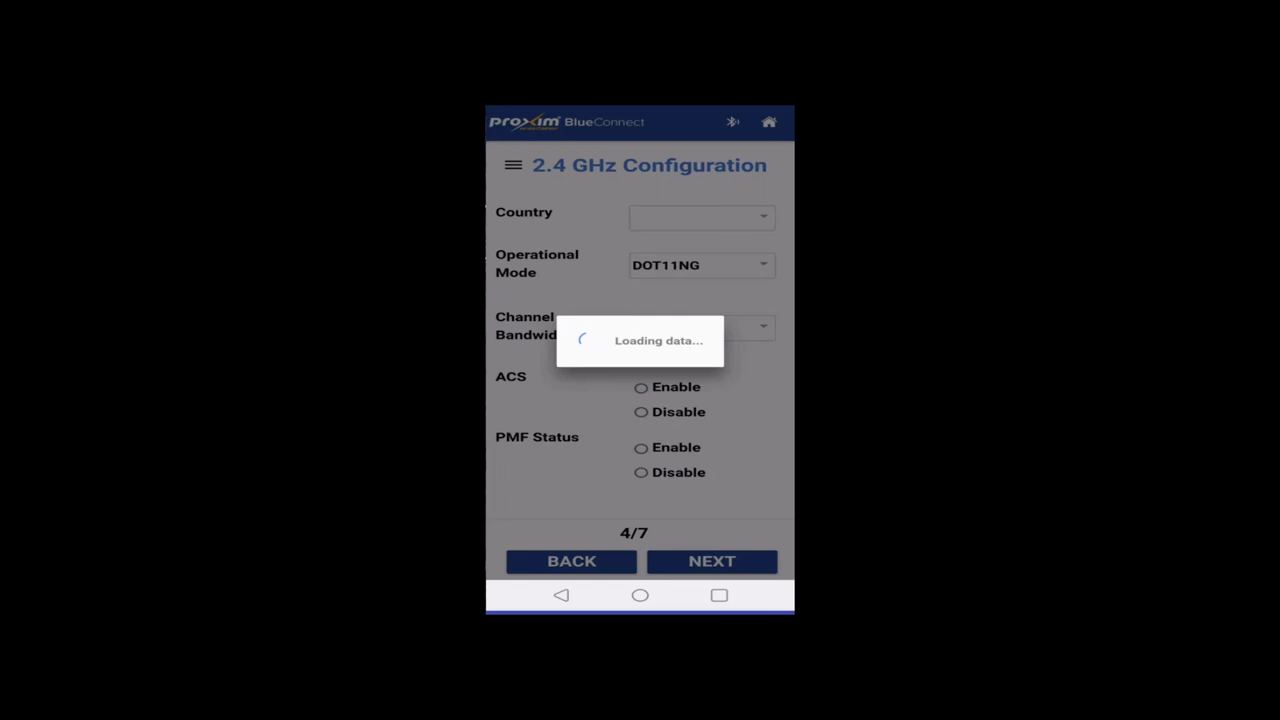 proxim BlueConnect
2.4 GHz Configuration
Country
Operational
Mode
DOT11NG
Channel
Bandwid
Loading data...
ACS
Enable
Disable
PMF Status
Enable
Disable
4/7
BACK
NEXT